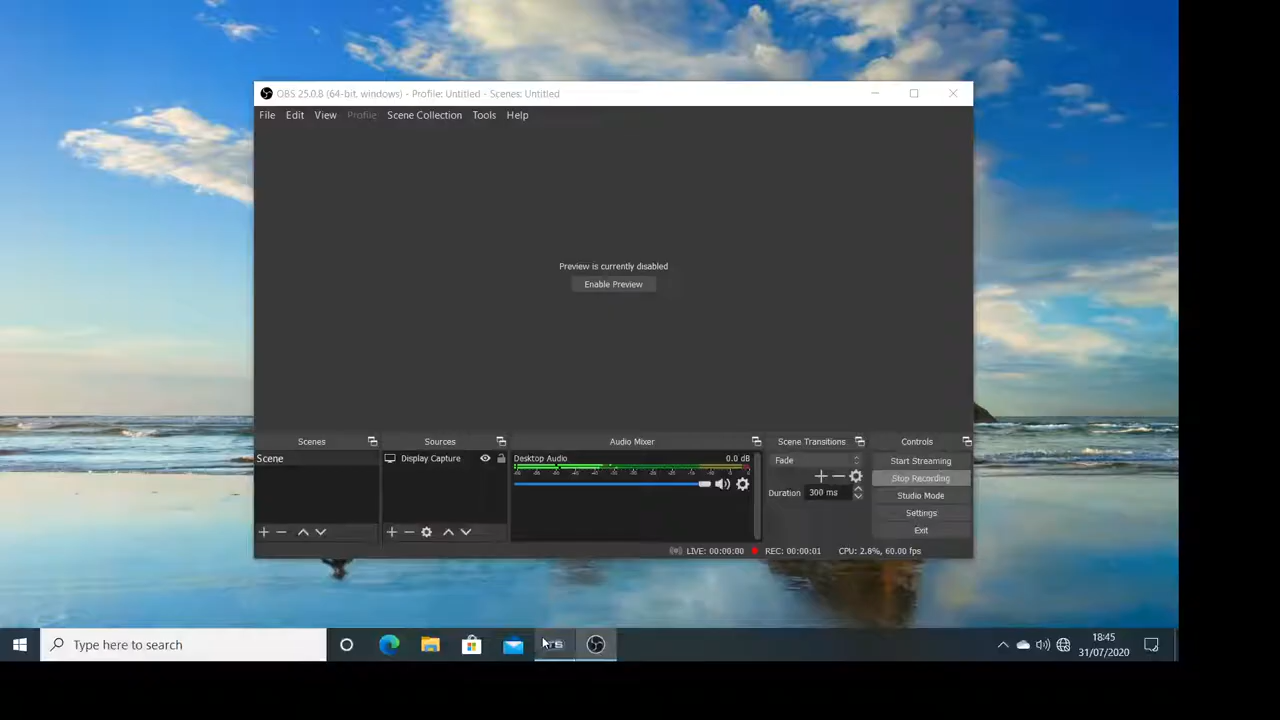 OBS 25.0.8 (64-bit, windows) - Profile: Untitled - Scenes: Untitled
File Edit View Profile Scene Collection Tools Help
Preview is currently disabled
Enable Preview
Scenes
Scene
Sources
Display Capture
Audio Mixer
Desktop Audio 0.0 dB
Scene Transitions
Fade
Duration 300 ms
Controls
Start Streaming
Stop Recording
Studio Mode
Settings
Exit
LIVE: 00:00:00 REC: 00:00:01 CPU: 2.8%, 60.00 fps
Type here to search
18:45
31/07/2020